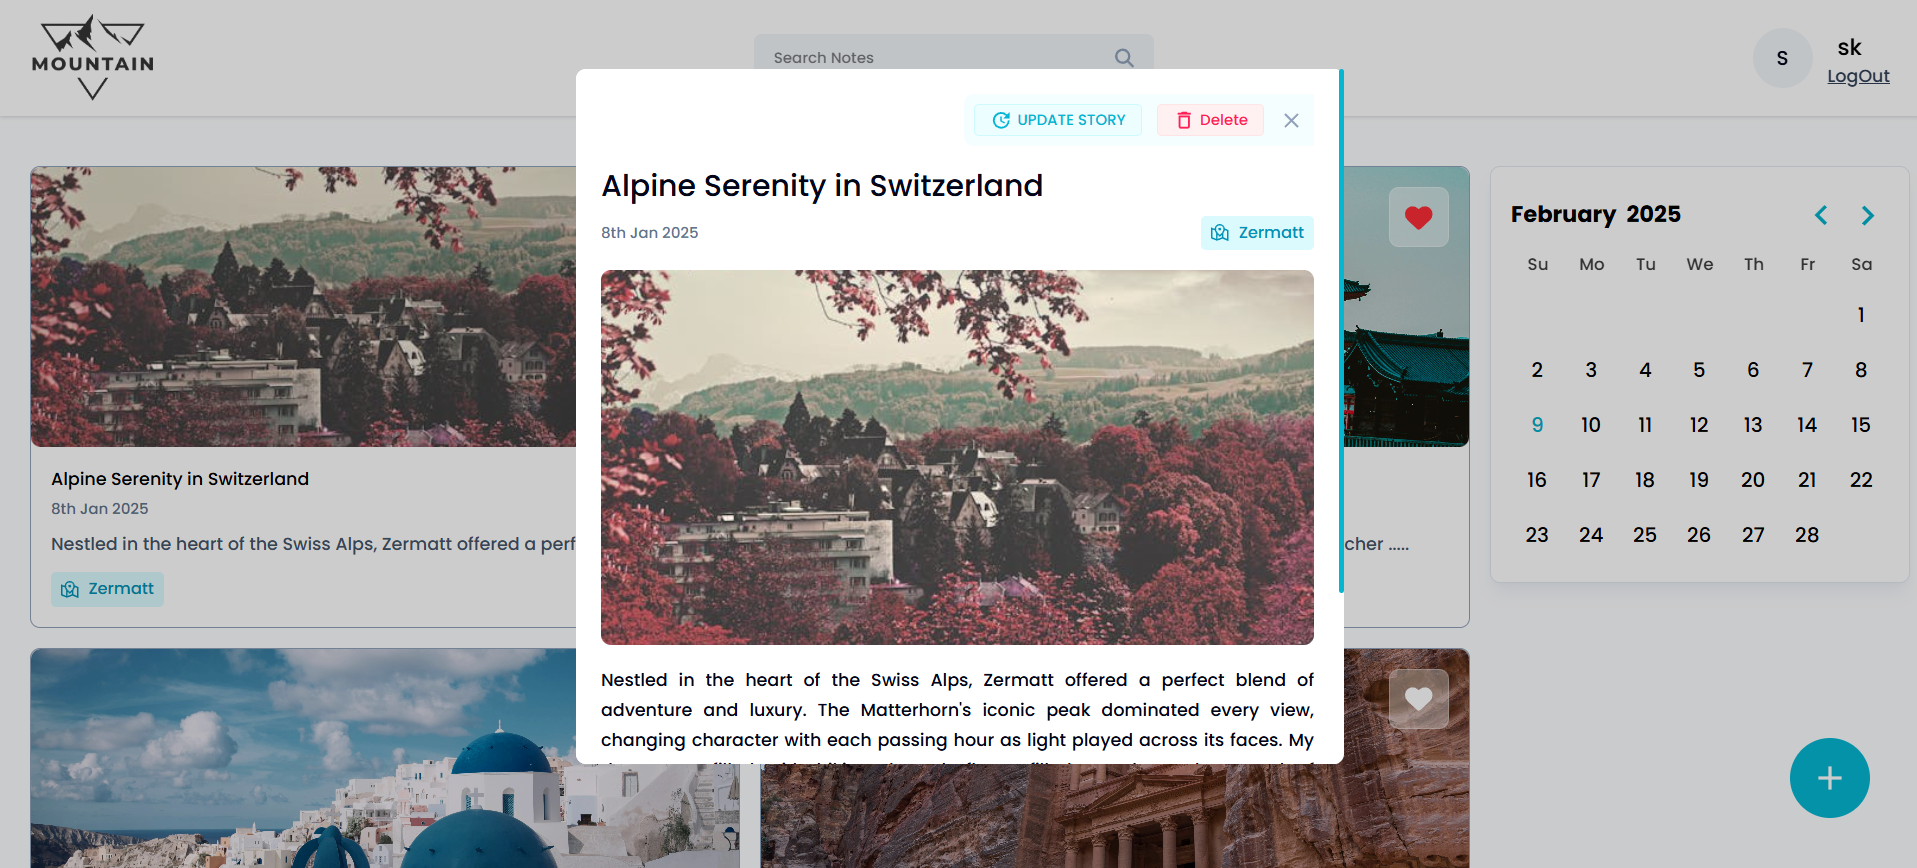 MOUNTAIN
Search Notes
S
sk
LogOut
UPDATE STORY
Delete
Alpine Serenity in Switzerland
8th Jan 2025
Zermatt
Nestled in the heart of the Swiss Alps, Zermatt offered a perfect blend of
adventure and luxury. The Matterhorn's iconic peak dominated every view,
changing character with each passing hour as light played across its faces. My
Alpine Serenity in Switzerland
8th Jan 2025
Nestled in the heart of the Swiss Alps, Zermatt offered a perf
Zermatt
cher .....
February 2025
Su Mo Tu We Th Fr Sa
1
2 3 4 5 6 7 8
9 10 11 12 13 14 15
16 17 18 19 20 21 22
23 24 25 26 27 28